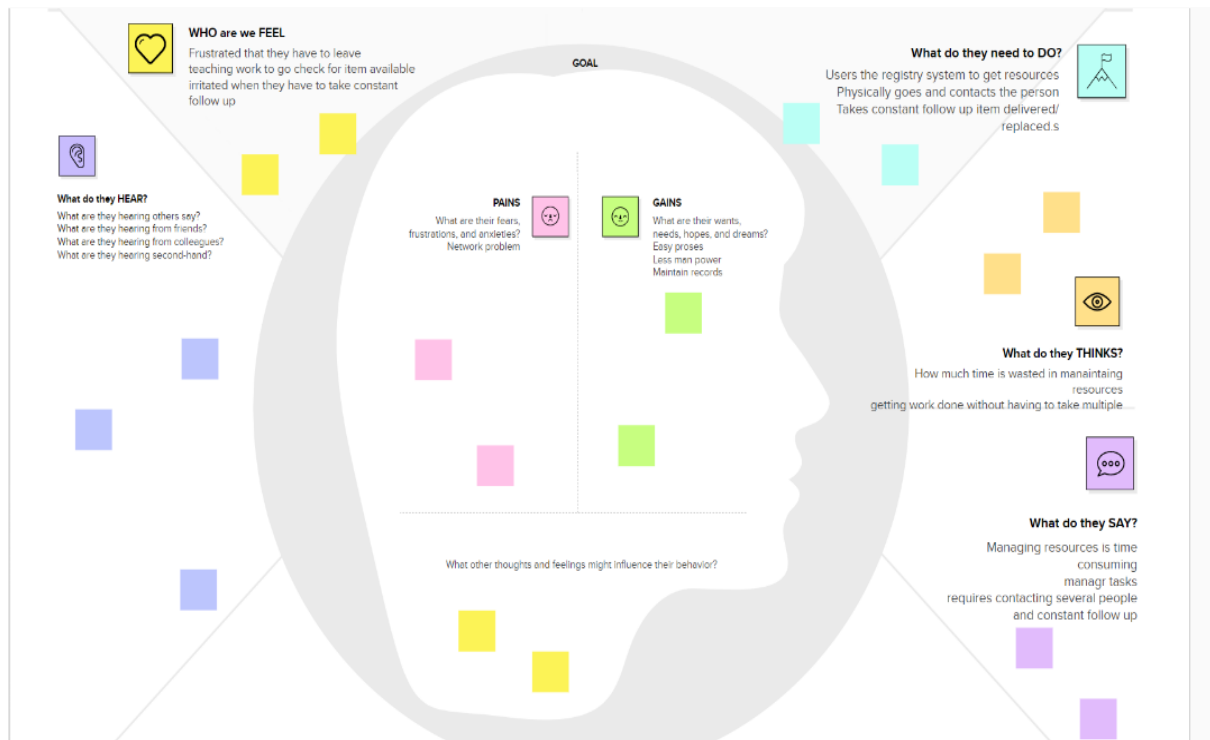 WHO are we FEEL
Frustrated that they have to leave
teaching work to go check for item available
irritated when they have to take constant
follow up
GOAL
What do they need to DO?
Users the registry system to get resources
Physically goes and contacts the person
Takes constant follow up item delivered/
replaced.s
What do they HEAR?
What are they hearing others say?
What are they hearing from friends?
What are they hearing from colleagues?
What are they hearing second-hand?
PAINS
What are their fears,
frustrations, and anxieties?
Network problem
GAINS
What are their wants,
needs, hopes, and dreams?
Easy proses
Less man power
Maintain records
What do they THINKS?
How much time is wasted in manaintaing
resources
getting work done without having to take multiple
What do they SAY?
Managing resources is time
consuming
managr tasks
requires contacting several people
and constant follow up
What other thoughts and feelings might influence their behavior?